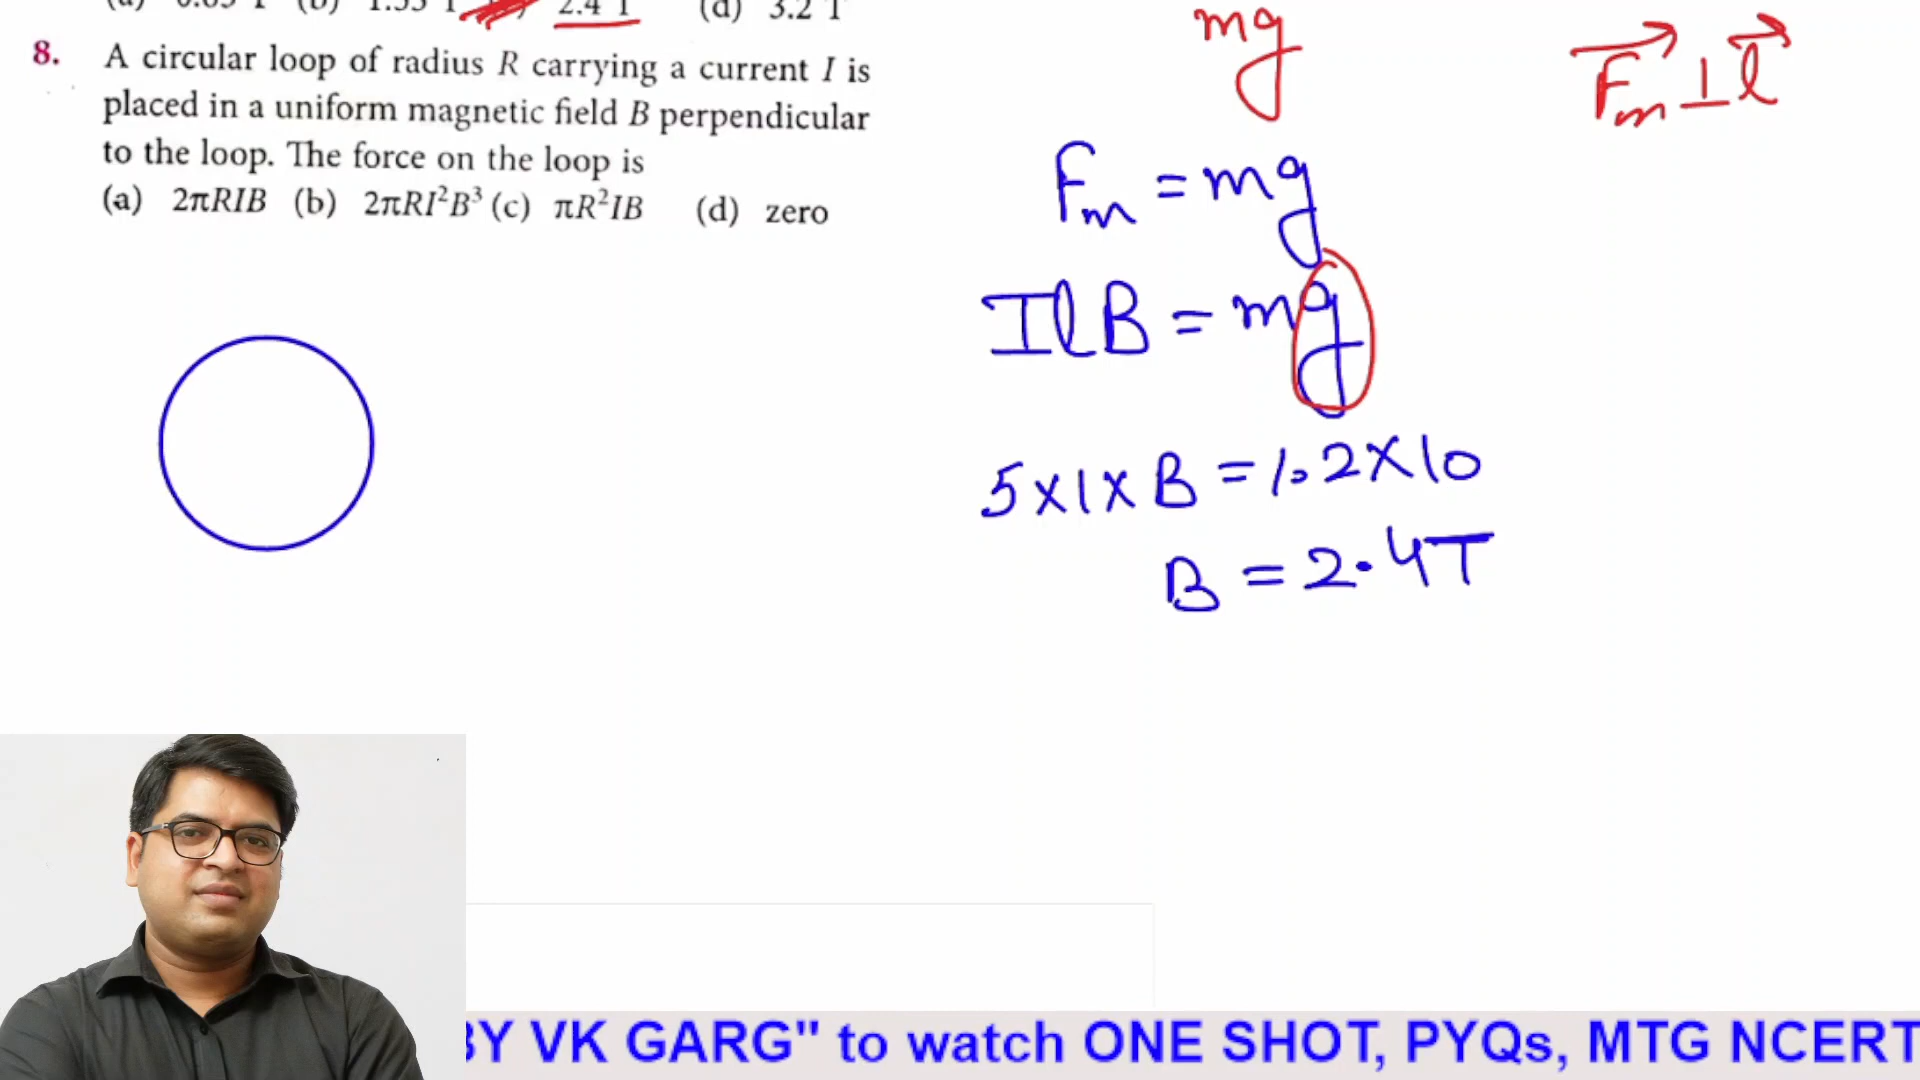 (a) 0.65 T (b) 1.55 T 2.4 T (d) 3.2 T
8. A circular loop of radius R carrying a current I is
placed in a uniform magnetic field B perpendicular
to the loop. The force on the loop is
(a) 2πRIB (b) 2πRI²B³ (c) πR²IB (d) zero
mg
Fm ⊥ l
Fm = mg
IlB = mg
5×1×B = 1.2×10
B = 2.4T
BY VK GARG" to watch ONE SHOT, PYQs, MTG NCERT